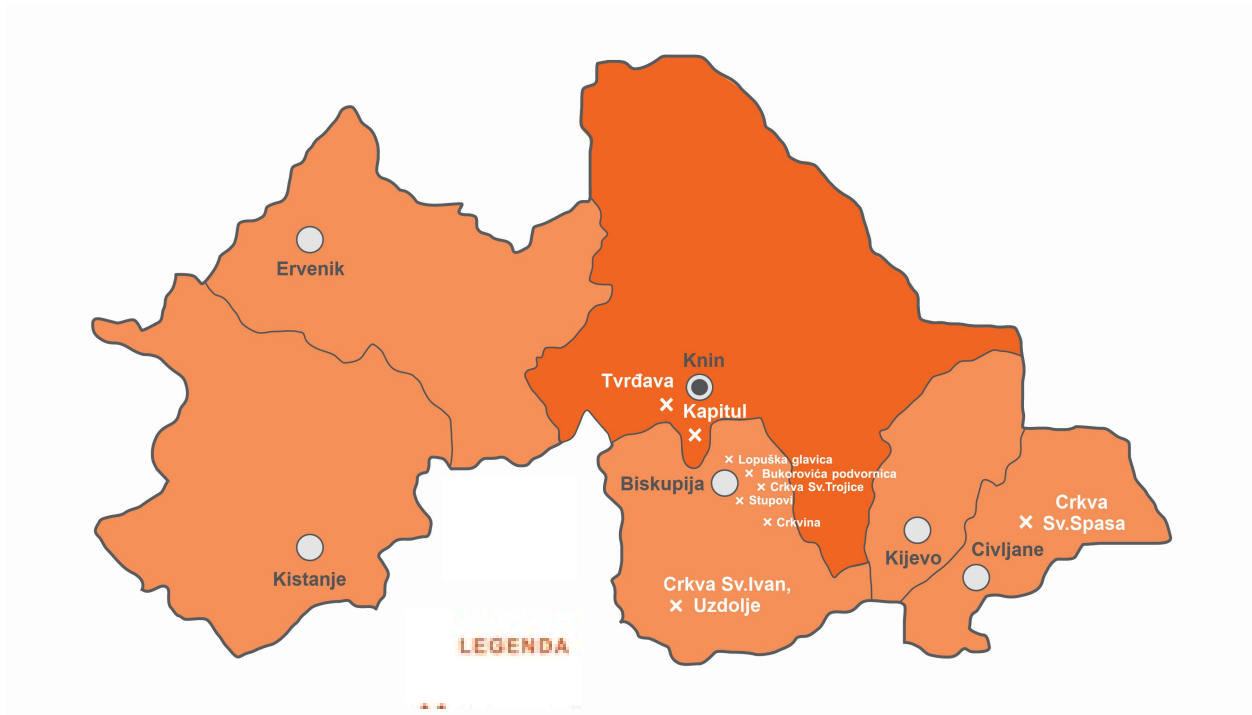 Ervenik
Knin
Tvrđava
Kapitul
Lopuška glavica
Bukorovića podvornica
Biskupija
Crkva Sv.Trojice
Stupovi
Crkva
Sv.Spasa
Crkvina
Civljane
Kijevo
Kistanje
Crkva Sv.Ivan,
Uzdolje
LEGENDA